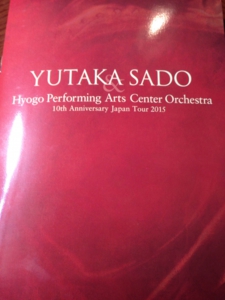 YUTAKA SADO
&
Hyogo Performing Arts Center Orchestra
10th Anniversary Japan Tour 2015